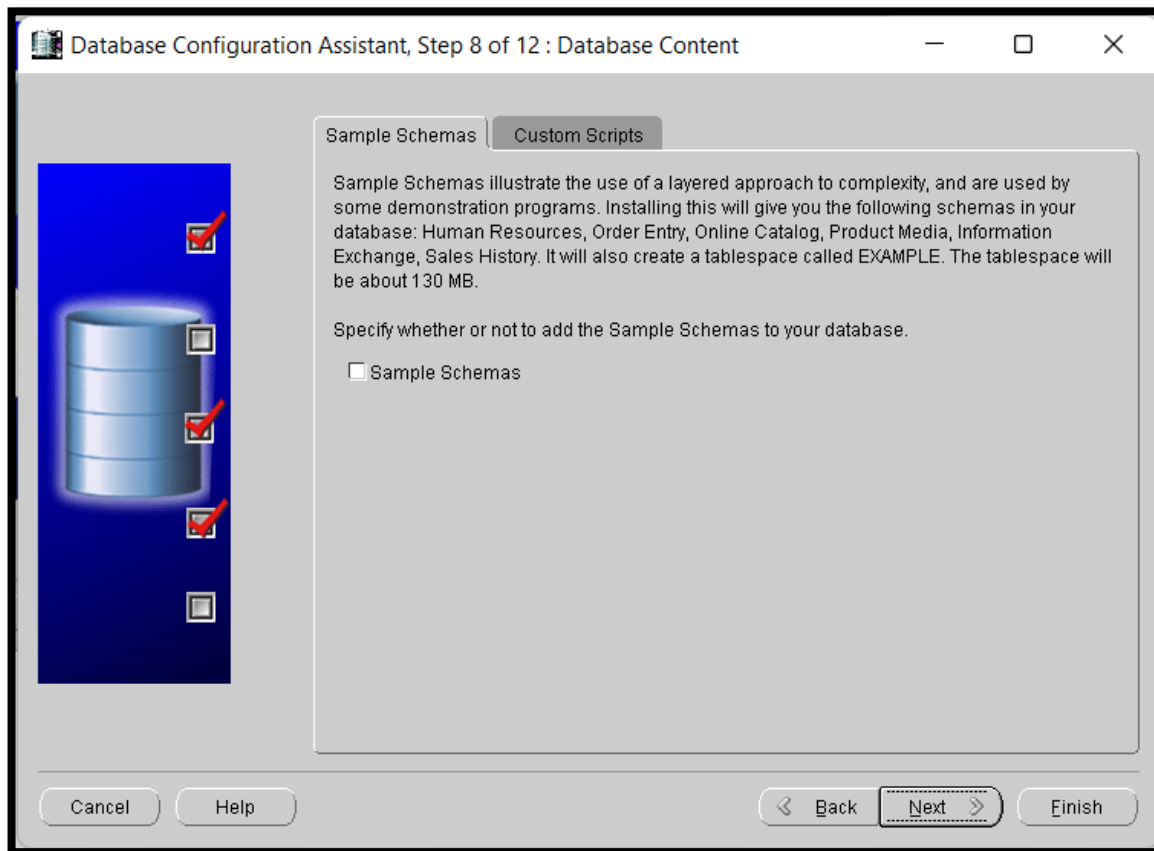 Database Configuration Assistant, Step 8 of 12 : Database Content
Sample Schemas
Custom Scripts
Sample Schemas illustrate the use of a layered approach to complexity, and are used by
some demonstration programs. Installing this will give you the following schemas in your
database: Human Resources, Order Entry, Online Catalog, Product Media, Information
Exchange, Sales History. It will also create a tablespace called EXAMPLE. The tablespace will
be about 130 MB.
Specify whether or not to add the Sample Schemas to your database.
Sample Schemas
Cancel
Help
Back
Next
Finish